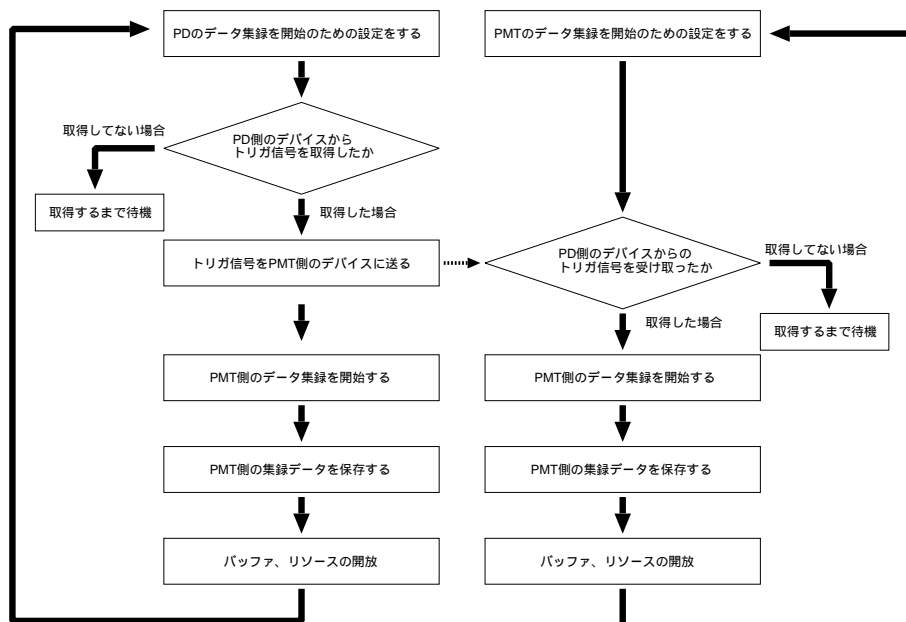 PDのデータ集録を開始のための設定をする
PMTのデータ集録を開始のための設定をする
取得してない場合
PD側のデバイスから
トリガ信号を取得したか
取得するまで待機
取得した場合
トリガ信号をPMT側のデバイスに送る
PD側のデバイスからの
トリガ信号を受け取ったか
取得してない場合
取得するまで待機
取得した場合
PMT側のデータ集録を開始する
PMT側のデータ集録を開始する
PMT側の集録データを保存する
PMT側の集録データを保存する
バッファ、リソースの開放
バッファ、リソースの開放